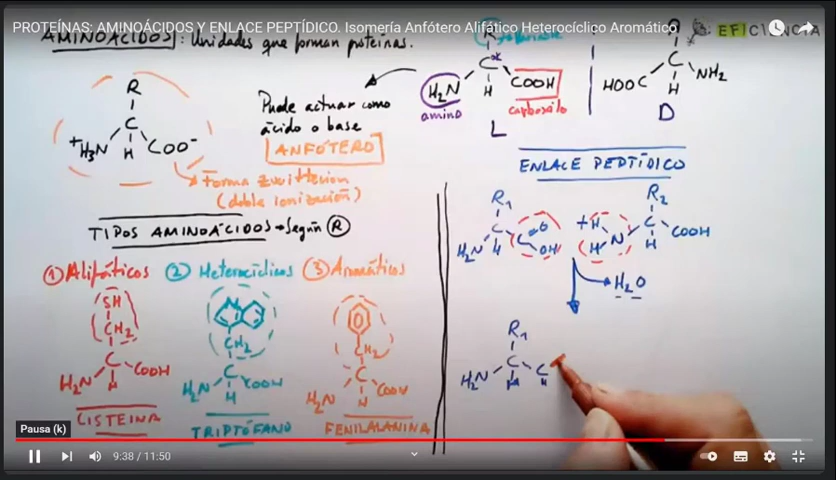 PROTEÍNAS: AMINOÁCIDOS Y ENLACE PEPTÍDICO. Isomería Anfótero Alifático Heterocíclico Aromático
EFICIENCIA
AMINOÁCIDOS: Unidades que forman proteínas.
R
C
H
+H3N
COO-
Puede actuar como
ácido o base
ANFÓTERO
Forma zwitterion
(doble ionización)
R
C*
H
H2N
COOH
amino
carboxilo
L
R
C
H
HOOC
NH2
D
TIPOS AMINOÁCIDOS → según R
1 Alifáticos
SH
CH2
C
H2N
H
COOH
CISTEINA
2 Heterocíclicos
N
CH2
C
H2N
H
COOH
TRIPTÓFANO
3 Aromáticos
CH2
C
H2N
H
COOH
FENILALANINA
ENLACE PEPTÍDICO
R1
C
H2N
H
C
O
OH
+
H
H
N
R2
C
H
COOH
H2O
R1
C
H2N
H
C
Pausa (k)
9:38 / 11:50